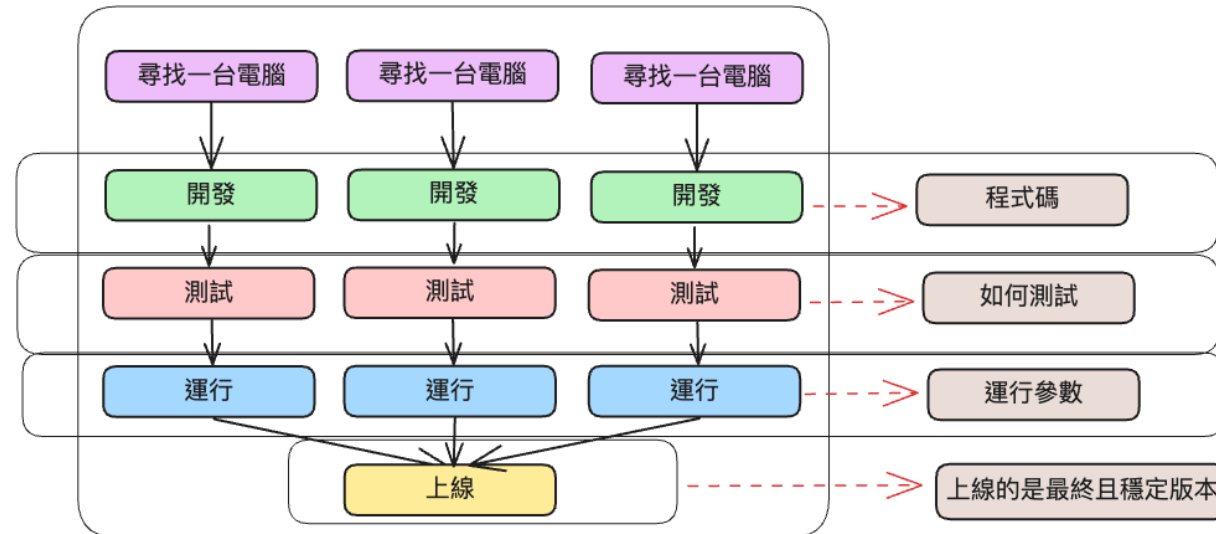 尋找一台電腦
尋找一台電腦
尋找一台電腦
開發
開發
開發
程式碼
測試
測試
測試
如何測試
運行
運行
運行
運行參數
上線
上線的是最終且穩定版本